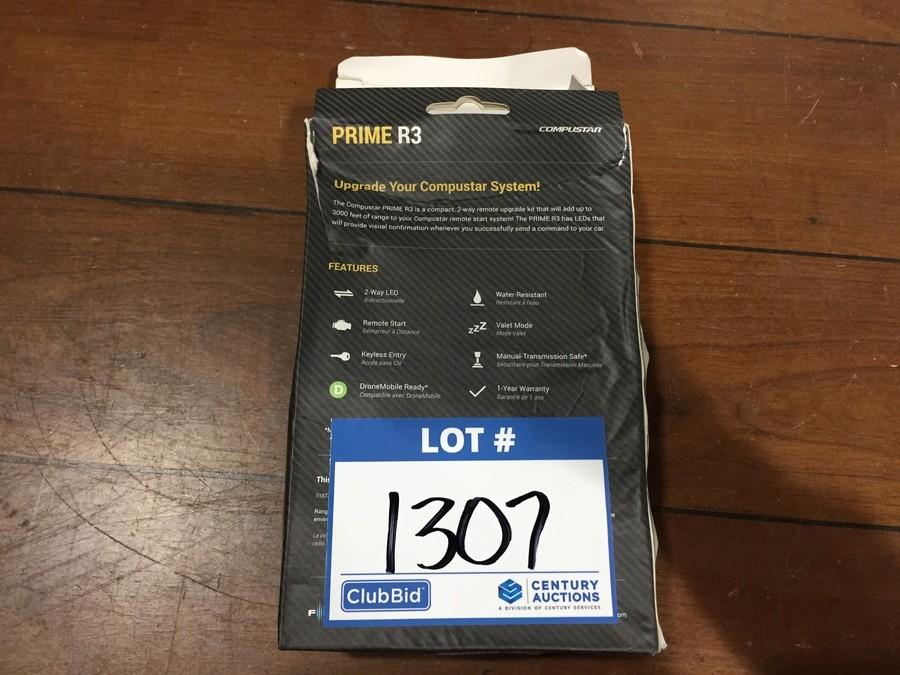 PRIME R3
COMPUSTAR
Upgrade Your Compustar System!
The Compustar PRIME R3 is a compact, 2-way remote upgrade kit that will add up to
3000 feet of range to your Compustar remote start system! The PRIME R3 has LEDs that
will provide visual confirmation whenever you successfully send a command to your car.
FEATURES
2-Way LED
Bidirectionnelle
Water-Resistant
Résistant à l'eau
Remote Start
Démarreur à Distance
zzZ
Valet Mode
Mode Valet
Keyless Entry
Accès sans Clé
Manual-Transmission Safe*
Sécuritaire pour Transmission Manuelle
D
DroneMobile Ready*
Compatible avec DroneMobile
1-Year Warranty
Garantie de 1 ans
LOT #
1307
ClubBid
CENTURY
AUCTIONS
A DIVISION OF CENTURY SERVICES